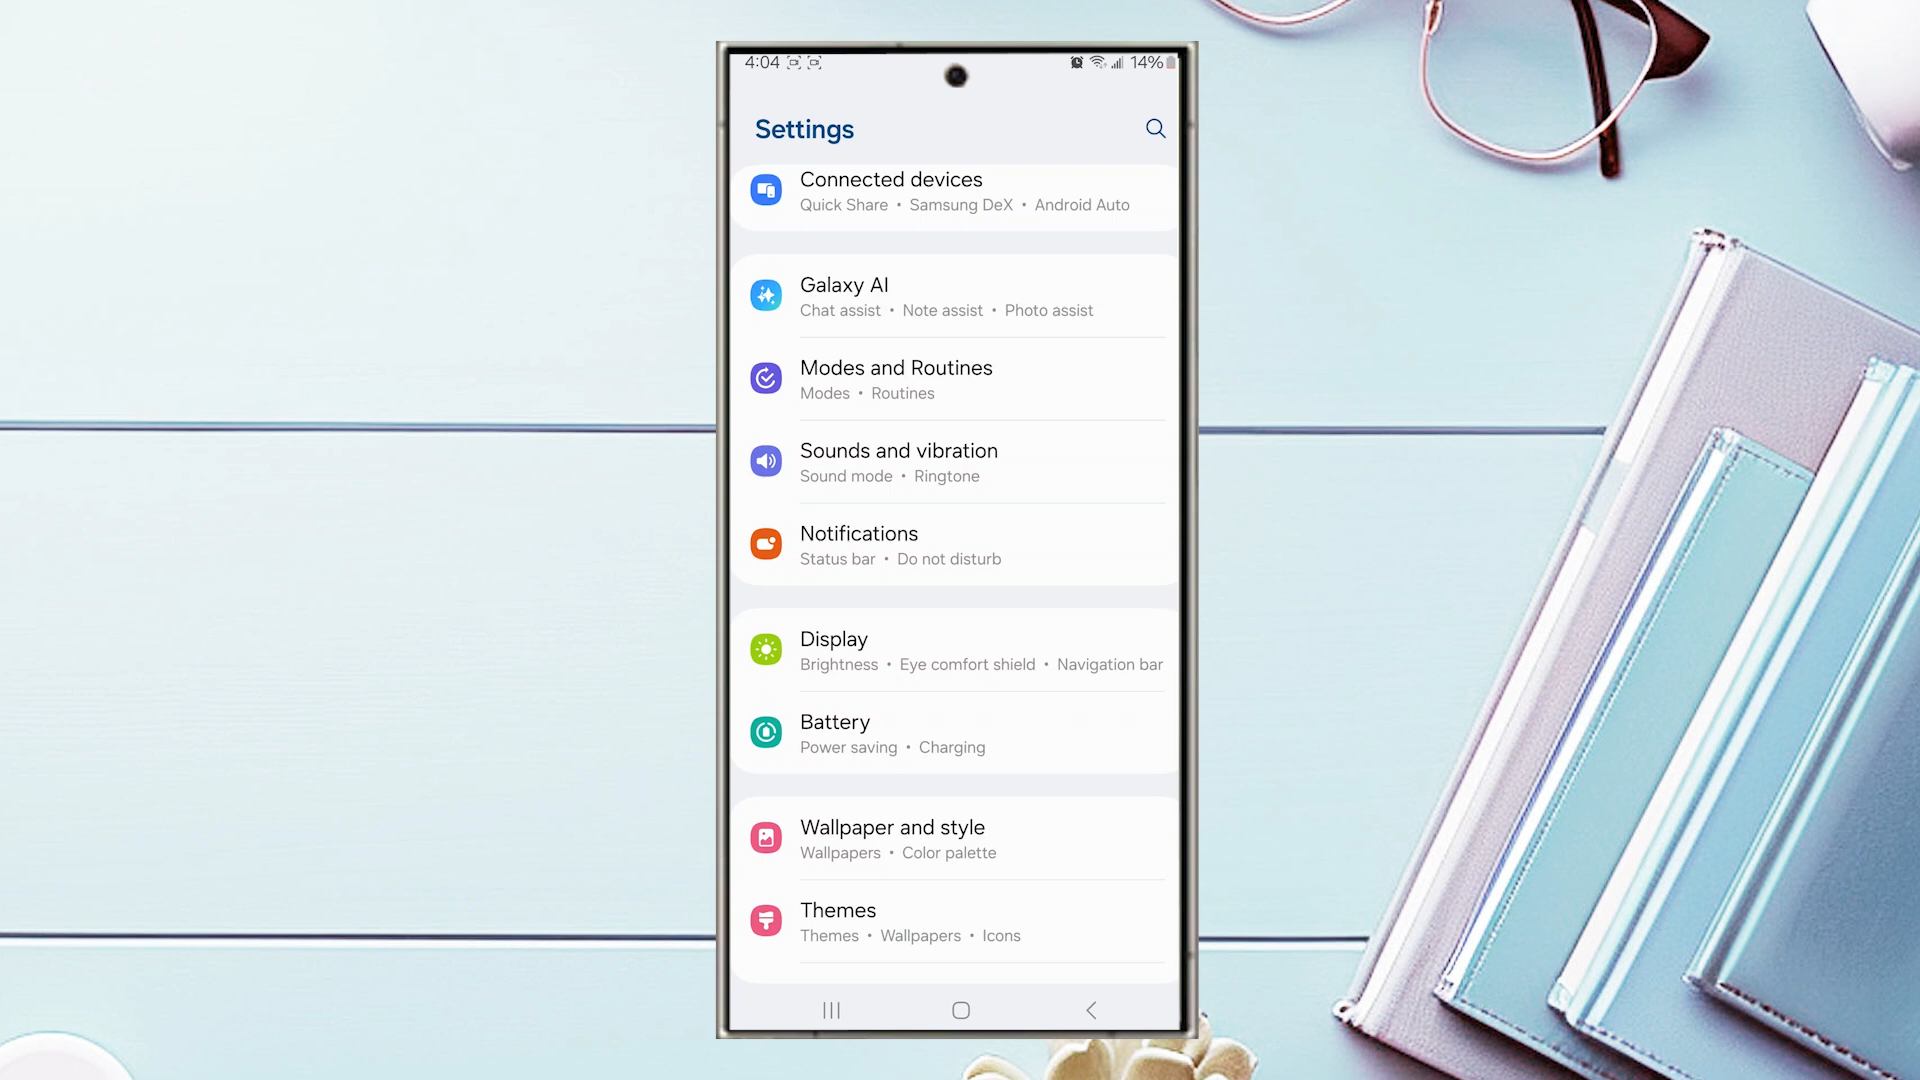 4:04
14%
Settings
Connected devices
Quick Share • Samsung DeX • Android Auto
Galaxy AI
Chat assist • Note assist • Photo assist
Modes and Routines
Modes • Routines
Sounds and vibration
Sound mode • Ringtone
Notifications
Status bar • Do not disturb
Display
Brightness • Eye comfort shield • Navigation bar
Battery
Power saving • Charging
Wallpaper and style
Wallpapers • Color palette
Themes
Themes • Wallpapers • Icons